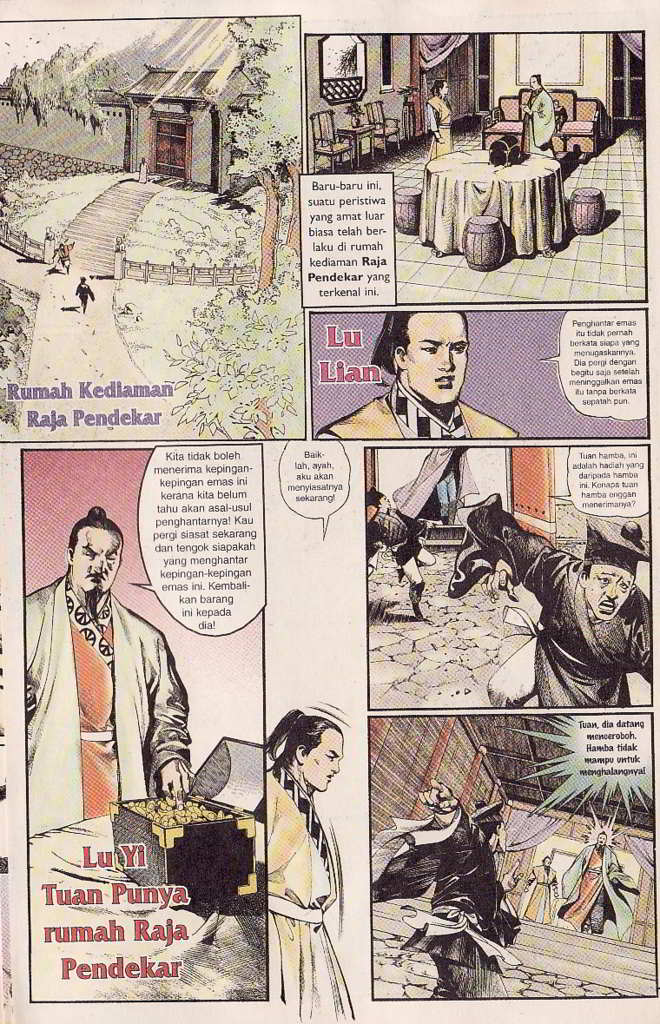 Rumah Kediaman
Raja Pendekar
Baru-baru ini,
suatu peristiwa
yang amat luar
biasa telah ber-
laku di rumah
kediaman Raja
Pendekar yang
terkenal ini.
Lu
Lian
Penghantar emas
itu tidak pernah
berkata siapa yang
menugaskannya.
Dia pergi dengan
begitu saja setelah
meninggalkan emas
itu tanpa berkata
sepatah pun.
Kita tidak boleh
menerima kepingan-
kepingan emas ini
kerana kita belum
tahu akan asal-usul
penghantarnya! Kau
pergi siasat sekarang
dan tengok siapakah
yang menghantar
kepingan-kepingan
emas ini. Kembali-
kan barang
ini kepada
dia!
Lu Yi
Tuan Punya
rumah Raja
Pendekar
Baik-
lah, ayah,
aku akan
menyiasatnya
sekarang!
Tuan hamba, ini
adalah hadiah yang
daripada hamba
hamba. Kenapa tuan
hamba enggan
menerimanya?
Tuan, dia datang
menceroboh.
Hamba tidak
mampu untuk
menghalangnya!